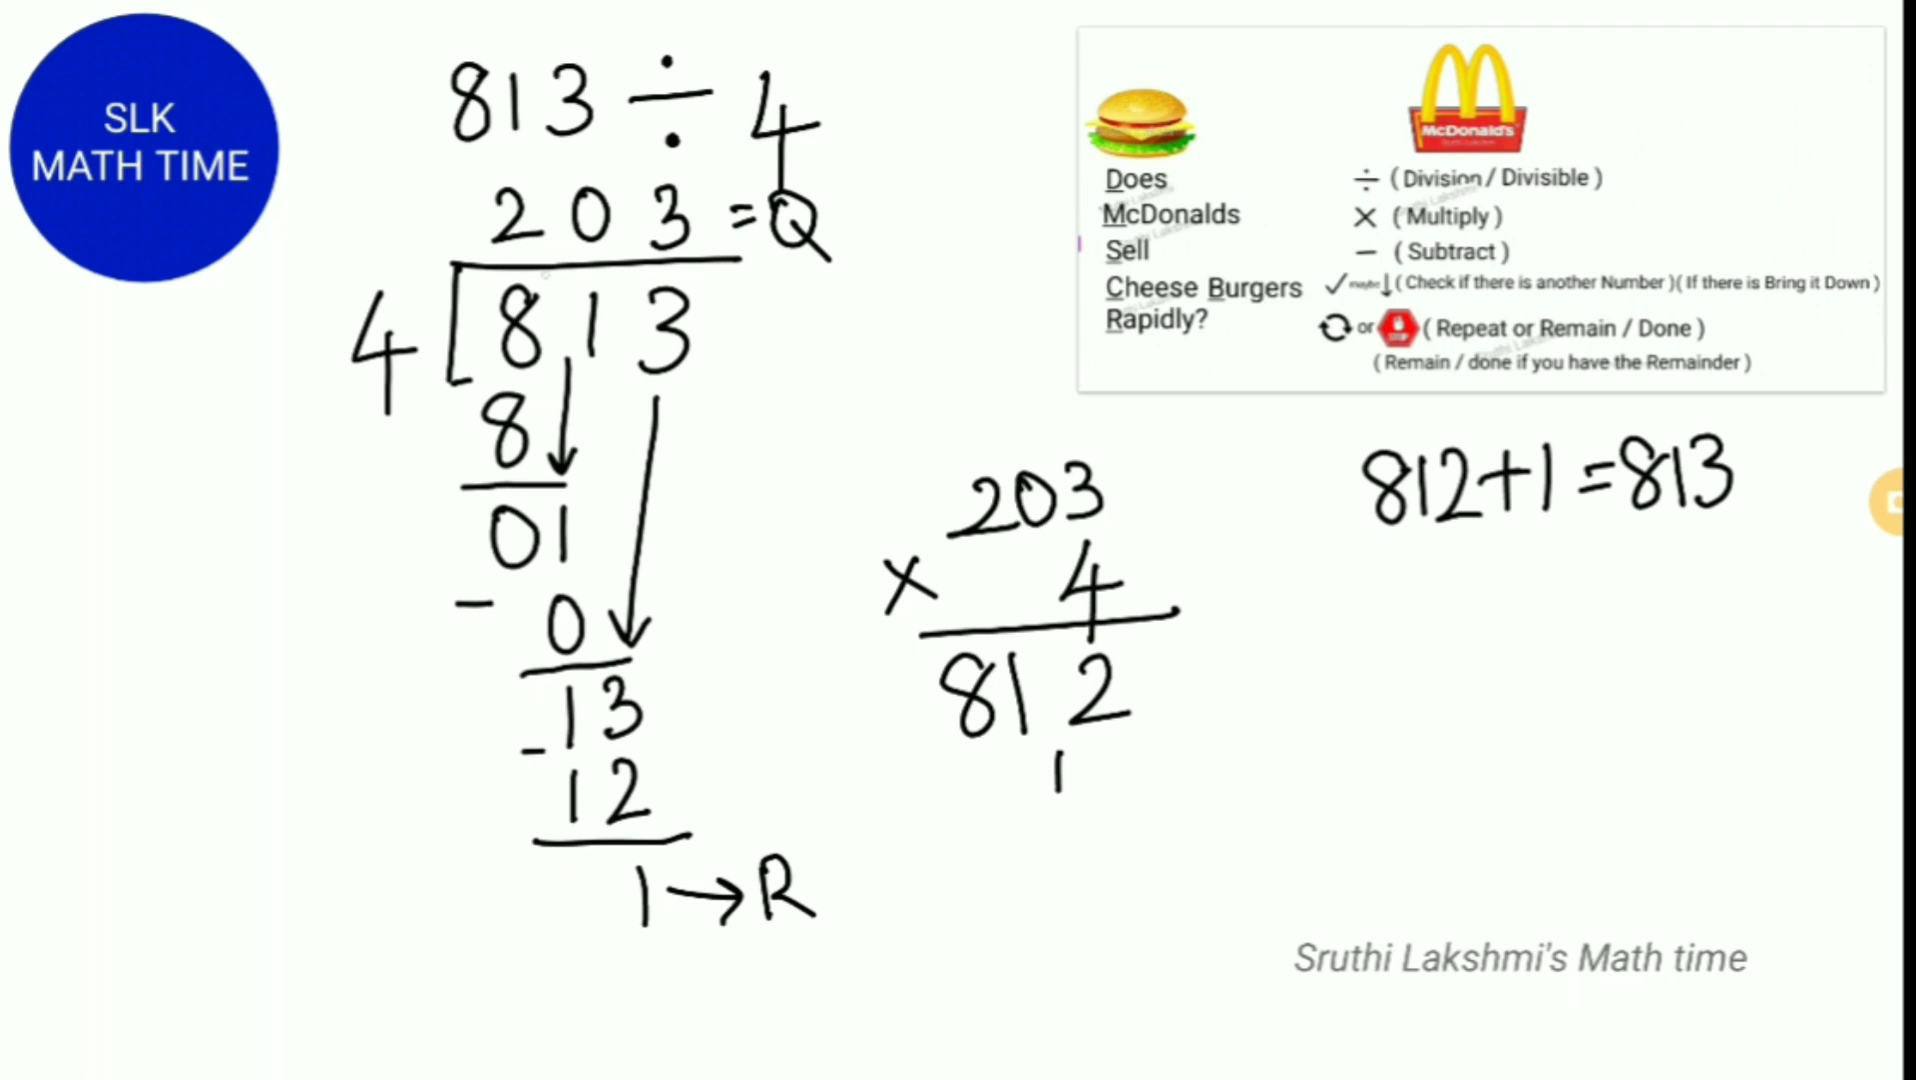 SLK
MATH TIME
813 ÷ 4
203 = Q
4 813
8
01
- 0
13
- 12
1 → R
203
× 4
812
1
McDonald's
Does ÷ ( Division / Divisible )
McDonalds × ( Multiply )
Sell − ( Subtract )
Cheese Burgers ✓ maybe ↓ ( Check if there is another Number )( If there is Bring it Down )
Rapidly? or STOP ( Repeat or Remain / Done )
( Remain / done if you have the Remainder )
812+1=813
Sruthi Lakshmi's Math time